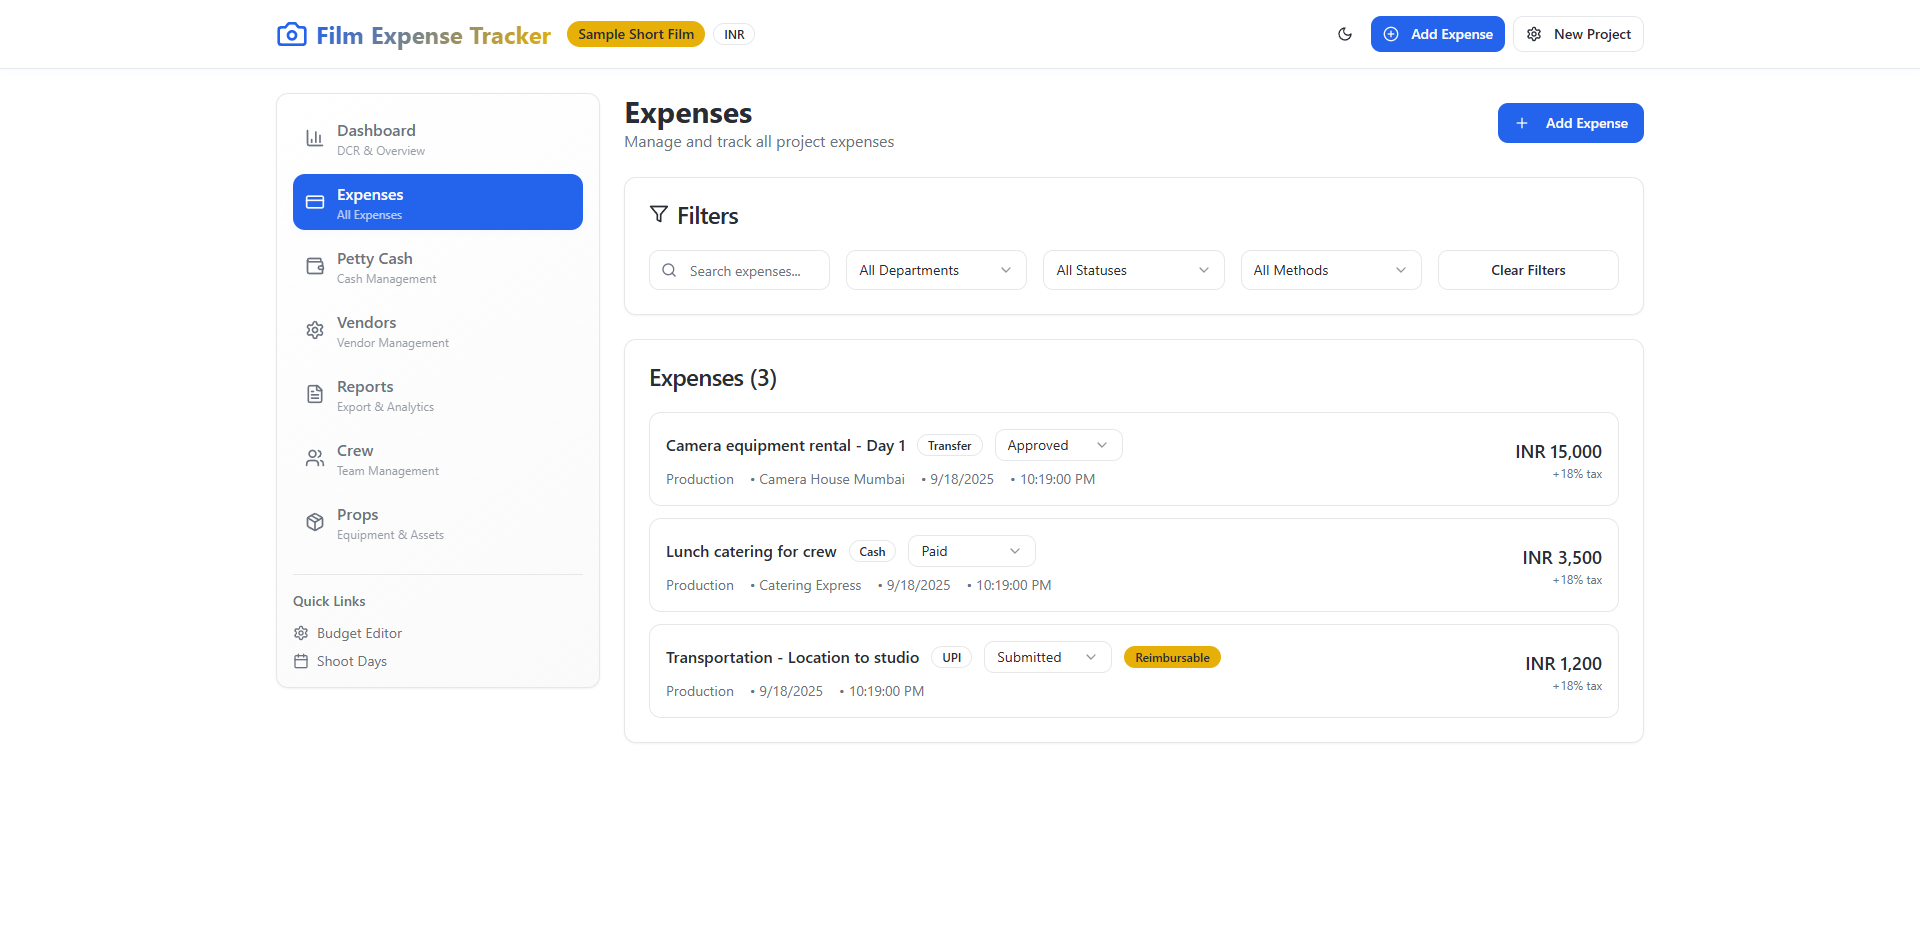 Film Expense Tracker Sample Short Film INR Add Expense New Project
Dashboard
DCR & Overview
Expenses
All Expenses
Petty Cash
Cash Management
Vendors
Vendor Management
Reports
Export & Analytics
Crew
Team Management
Props
Equipment & Assets
Quick Links
Budget Editor
Shoot Days
Expenses
Manage and track all project expenses
Add Expense
Filters
Search expenses... All Departments All Statuses All Methods Clear Filters
Expenses (3)
Camera equipment rental - Day 1 Transfer Approved
Production • Camera House Mumbai • 9/18/2025 • 10:19:00 PM
INR 15,000
+18% tax
Lunch catering for crew Cash Paid
Production • Catering Express • 9/18/2025 • 10:19:00 PM
INR 3,500
+18% tax
Transportation - Location to studio UPI Submitted Reimbursable
Production • 9/18/2025 • 10:19:00 PM
INR 1,200
+18% tax